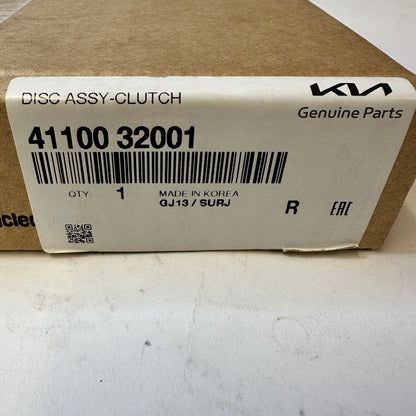 DISC ASSY-CLUTCH
KIA
Genuine Parts
41100 32001
QTY: 1 MADE IN KOREA
GJ13 / SURJ
R EAC